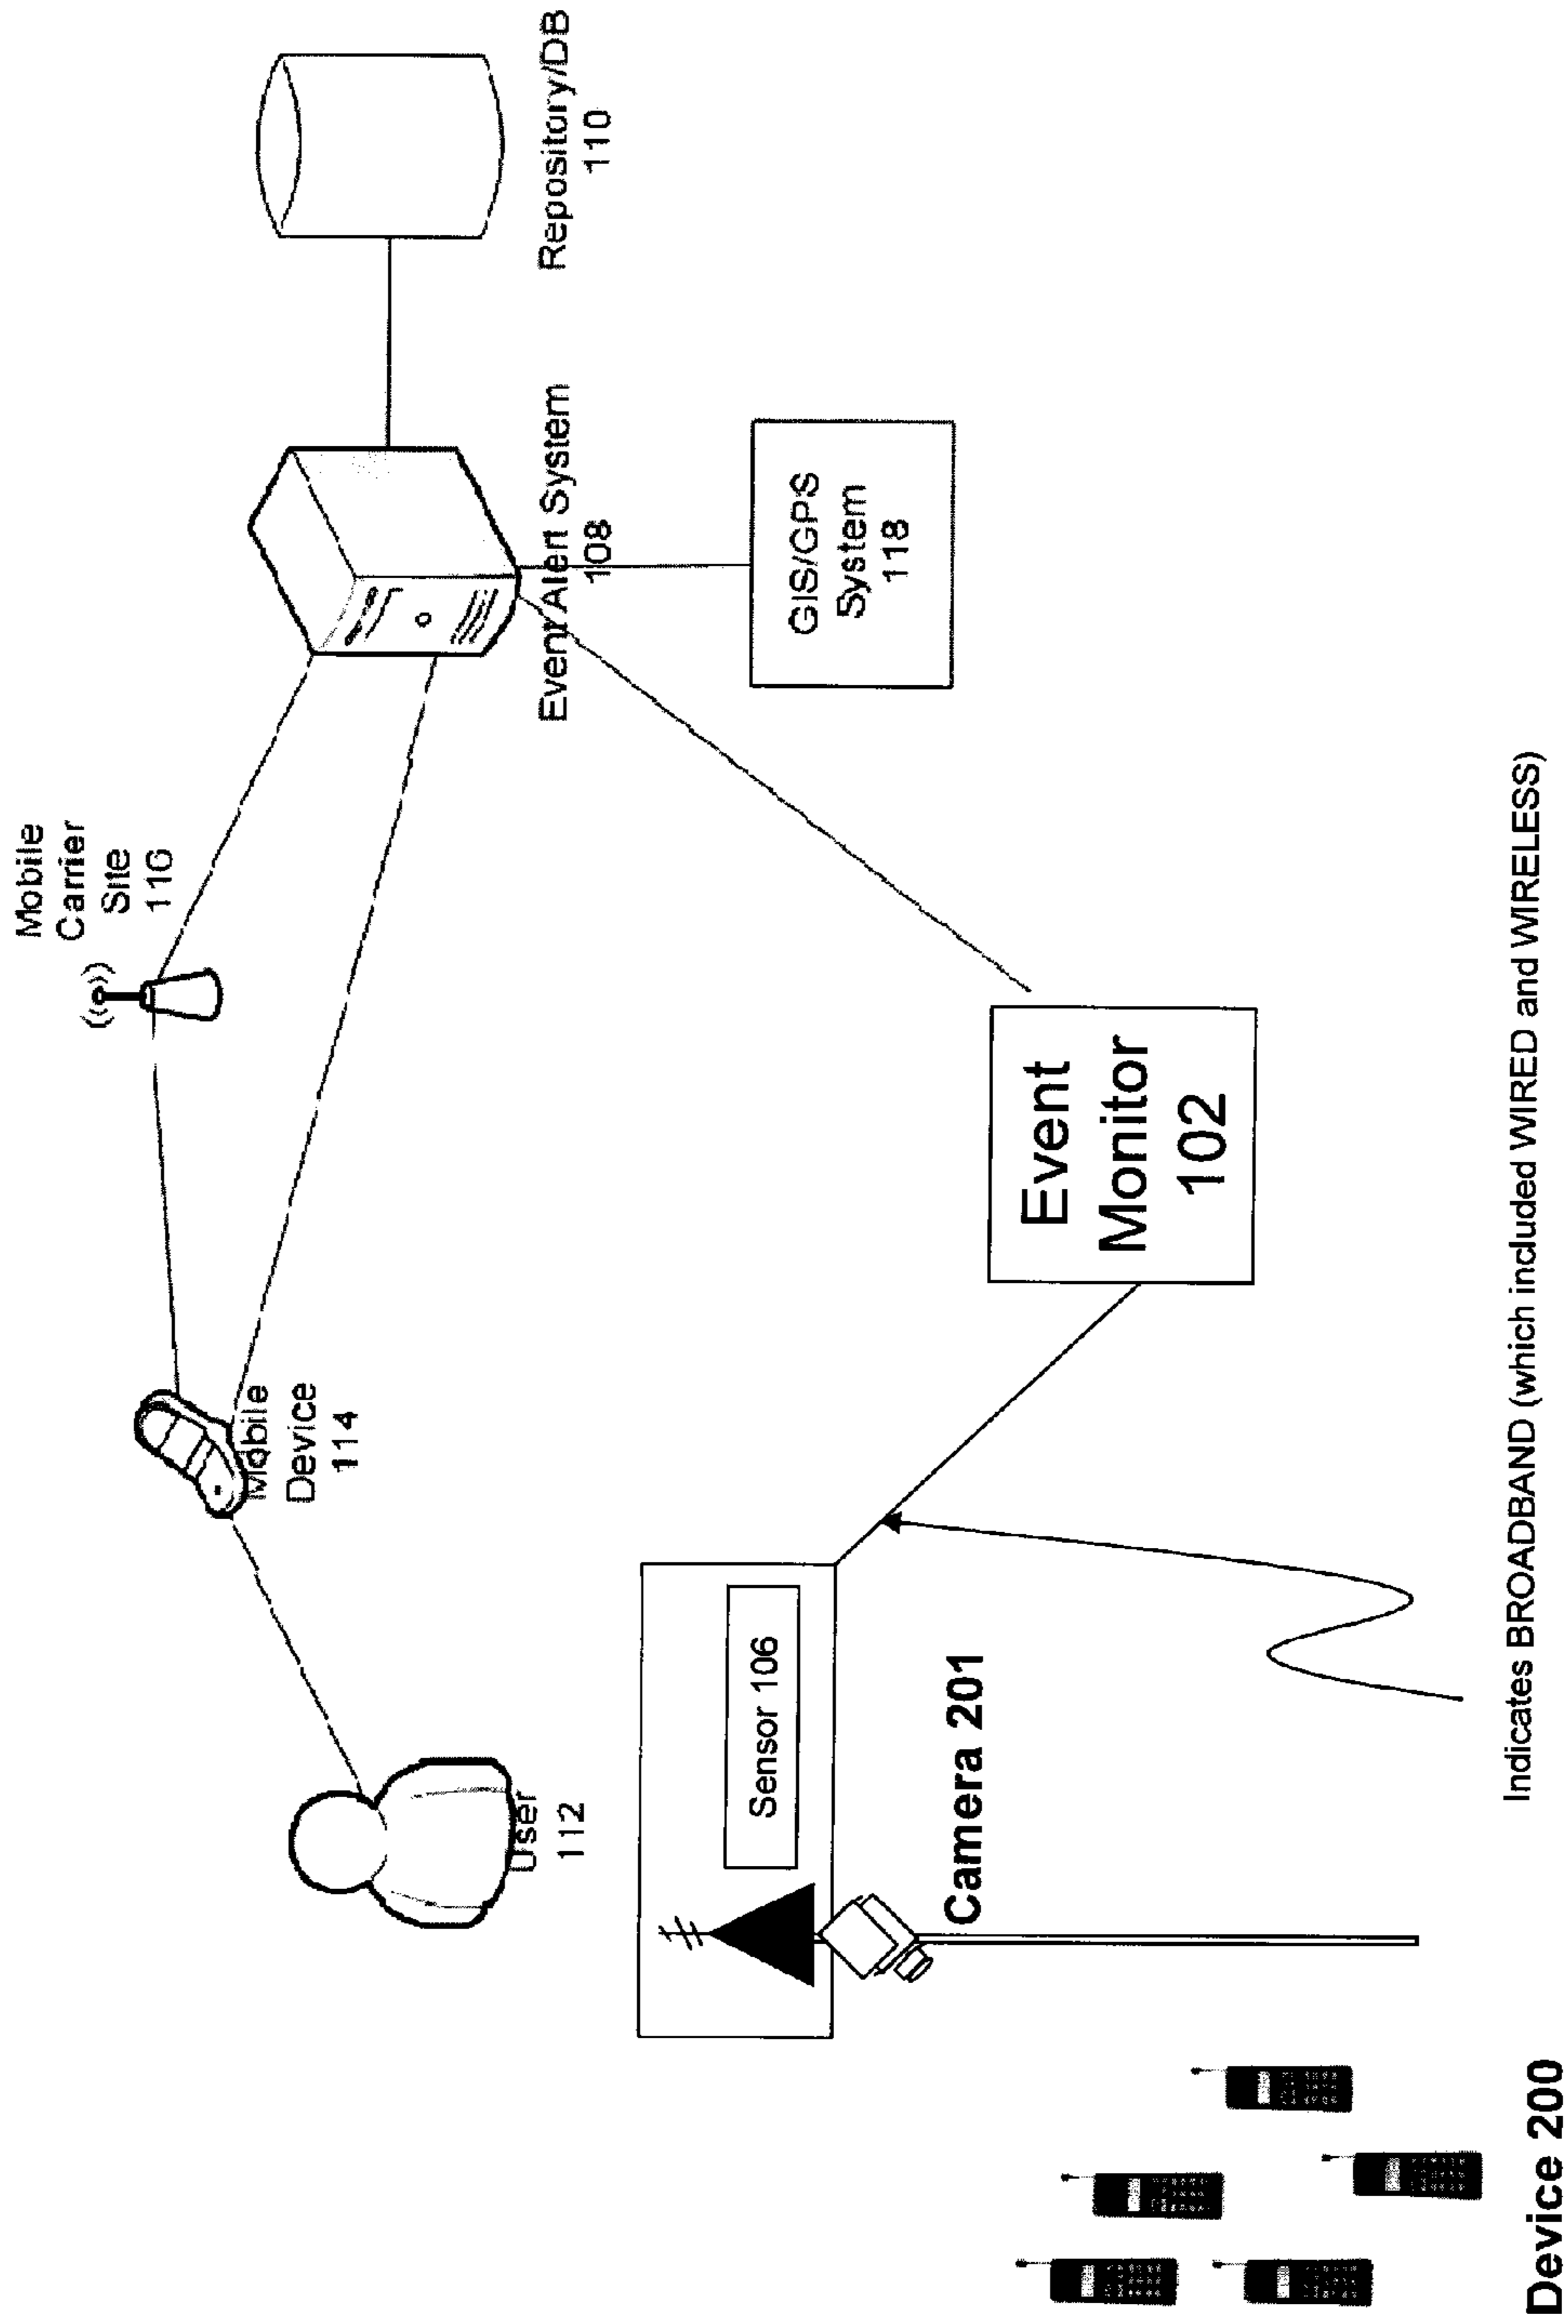 Mobile
Carrier
Site
116
Repository/DB
110
Event Alert System
108
Mobile
Device
114
GIS/GPS
System
118
User
112
Sensor 106
Camera 201
Event
Monitor
102
Device 200
Indicates BROADBAND (which included WIRED and WIRELESS)